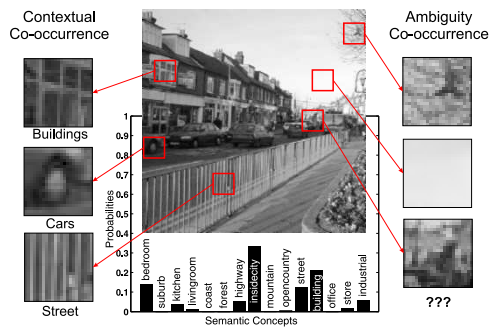 Contextual
Co-occurrence
Ambiguity
Co-occurrence
Buildings
Cars
Street
???
Probabilities
1
0.9
0.8
0.7
0.6
0.5
0.4
0.3
0.2
0.1
0
bedroom
suburb
kitchen
livingroom
coast
forest
highway
insidecity
mountain
opencountry
street
building
office
store
industrial
Semantic Concepts